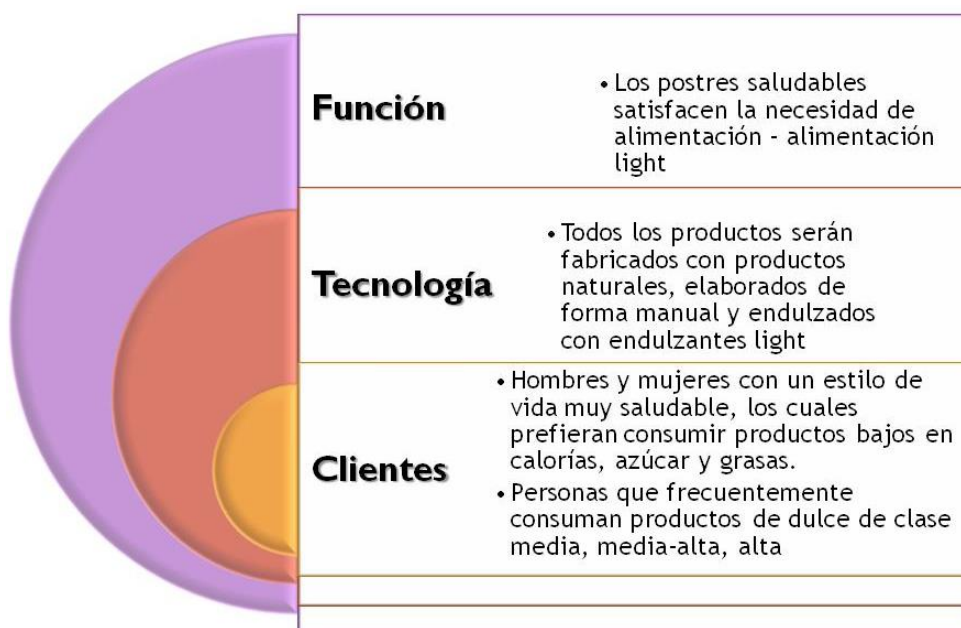 Función
• Los postres saludables
satisfacen la necesidad de
alimentación - alimentación
light
Tecnología
• Todos los productos serán
fabricados con productos
naturales, elaborados de
forma manual y endulzados
con endulzantes light
Clientes
• Hombres y mujeres con un estilo de
vida muy saludable, los cuales
prefieran consumir productos bajos en
calorías, azúcar y grasas.
• Personas que frecuentemente
consuman productos de dulce de clase
media, media-alta, alta